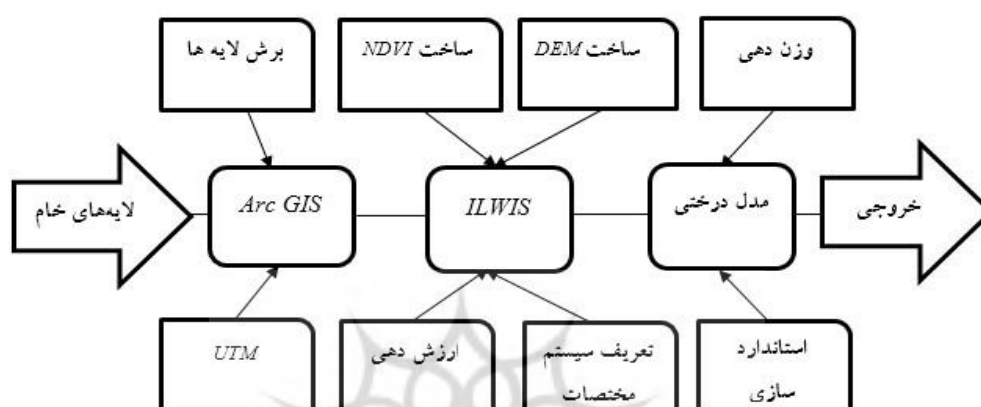 برش لایه ها
ساخت NDVI
ساخت DEM
وزن دهی
لایه‌های خام
Arc GIS
ILWIS
مدل درختی
خروجی
UTM
ارزش دهی
تعریف سیستم
مختصات
استاندارد
سازی